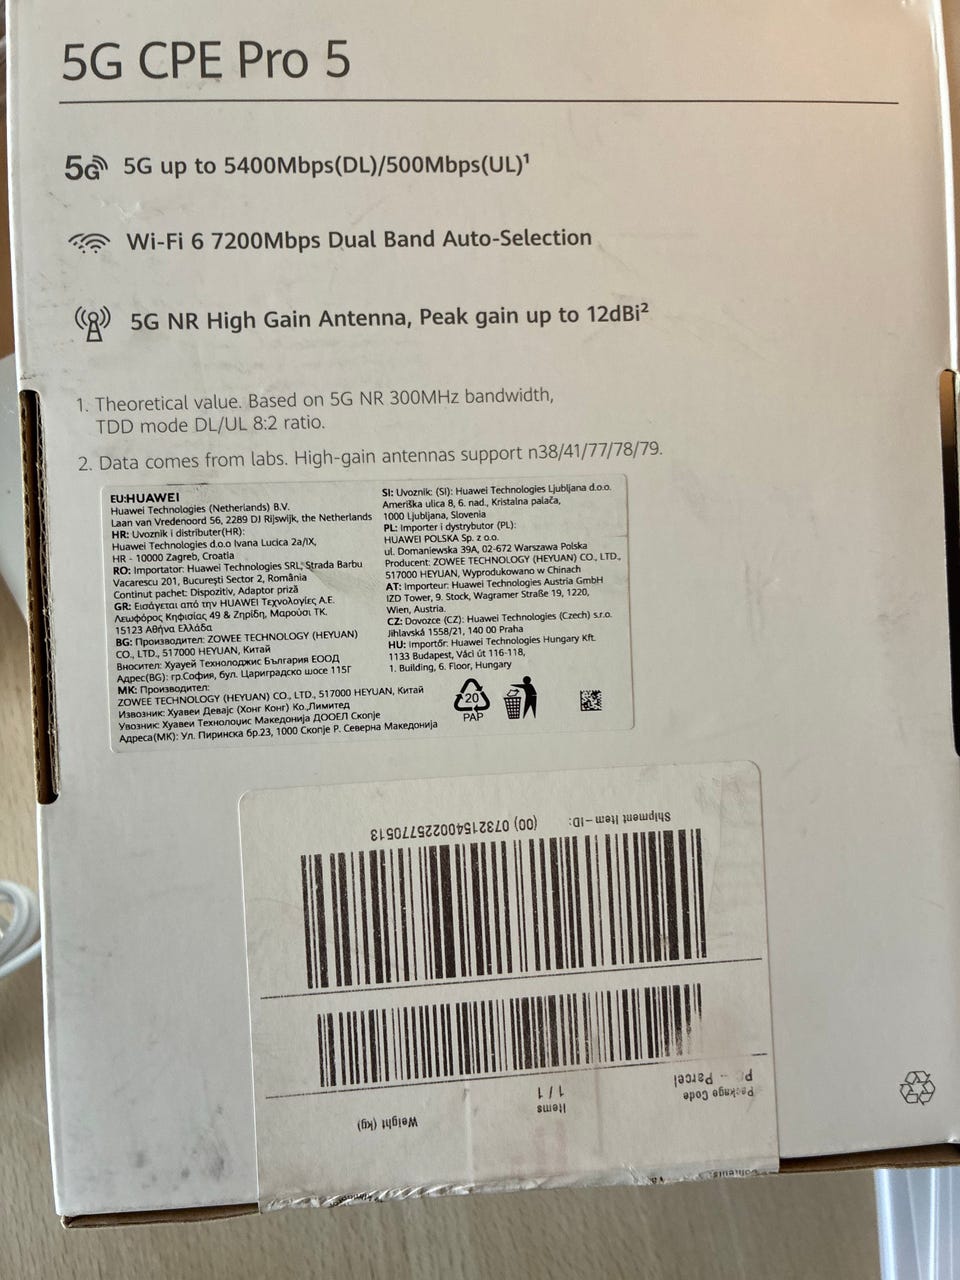 5G CPE Pro 5
5G 5G up to 5400Mbps(DL)/500Mbps(UL)¹
Wi-Fi 6 7200Mbps Dual Band Auto-Selection
5G NR High Gain Antenna, Peak gain up to 12dBi²
1. Theoretical value. Based on 5G NR 300MHz bandwidth,
TDD mode DL/UL 8:2 ratio.
2. Data comes from labs. High-gain antennas support n38/41/77/78/79.
EU:HUAWEI
Huawei Technologies (Netherlands) B.V.
Laan van Vredenoord 56, 2289 DJ Rijswijk, the Netherlands
HR: Uvoznik i distributer(HR):
Huawei Technologies d.o.o Ivana Lucica 2a/IX,
HR - 10000 Zagreb, Croatia
RO: Importator: Huawei Technologies SRL, Strada Barbu
Vacarescu 201, București Sector 2, România
Continut pachet: Dispozitiv, Adaptor priză
GR: Εισάγεται από την HUAWEI Τεχνολογίες Α.Ε.
Λεωφόρος Κηφισίας 49 & Ζηρίδη, Μαρούσι ΤΚ.
15123 Αθήνα Ελλάδα
BG: Производител: ZOWEE TECHNOLOGY (HEYUAN)
CO., LTD., 517000 HEYUAN, Китай
Вносител: Хуауей Технолоджис България ЕООД
Адрес(BG): гр.София, бул. Цариградско шосе 115Г
MK: Производител:
ZOWEE TECHNOLOGY (HEYUAN) CO., LTD., 517000 HEYUAN, Китай
Извозник: Хуавеи Девајс (Хонг Конг) Ко.,Лимитед
Увозник: Хуавеи Технолоџис Македонија ДООЕЛ Скопје
Адреса(MK): Ул. Пиринска бр.23, 1000 Скопје Р. Северна Македонија
SI: Uvoznik: (SI): Huawei Technologies Ljubljana d.o.o.
Ameriška ulica 8, 6. nad., Kristalna palača,
1000 Ljubljana, Slovenia
PL: Importer i dystrybutor (PL):
HUAWEI POLSKA Sp. z o.o.
ul. Domaniewska 39A, 02-672 Warszawa Polska
Producent: ZOWEE TECHNOLOGY (HEYUAN) CO., LTD.,
517000 HEYUAN, Wyprodukowano w Chinach
AT: Importeur: Huawei Technologies Austria GmbH
IZD Tower, 9. Stock, Wagramer Straße 19, 1220,
Wien, Austria.
CZ: Dovozce (CZ): Huawei Technologies (Czech) s.r.o.
Jihlavská 1558/21, 140 00 Praha
HU: Importőr: Huawei Technologies Hungary Kft.
1133 Budapest, Váci út 116-118,
1. Building, 6. Floor, Hungary
20
PAP
Shipment Item-ID: (00) 073215400225770513
Package Code
Parcel
Items
1 / 1
Weight (kg)